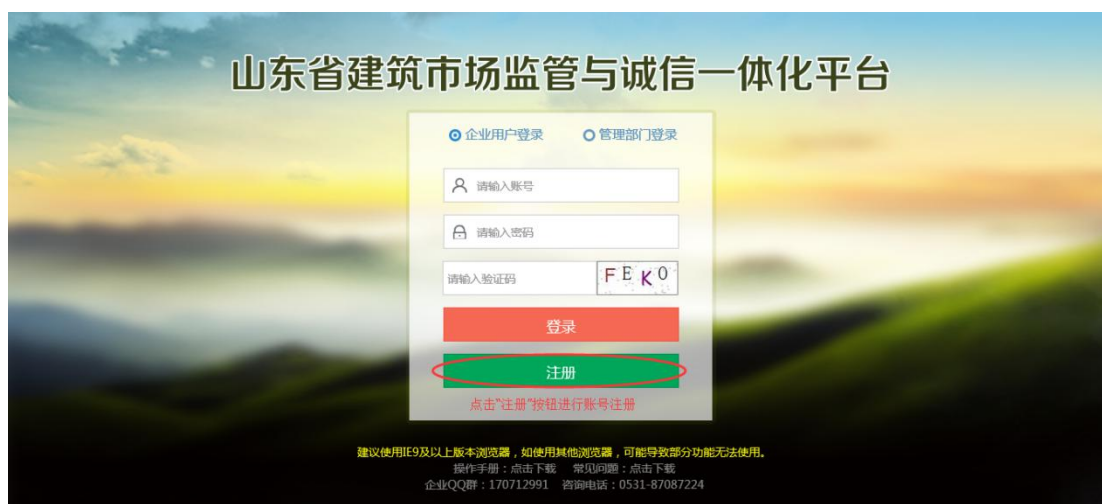 山东省建筑市场监管与诚信一体化平台
企业用户登录 管理部门登录
请输入账号
请输入密码
请输入验证码 FEKO
登录
注册
点击"注册"按钮进行账号注册
建议使用IE9及以上版本浏览器，如使用其他浏览器，可能导致部分功能无法使用。
操作手册：点击下载 常见问题：点击下载
企业QQ群：170712991 咨询电话：0531-87087224